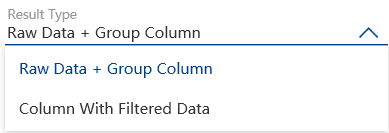 Result Type
Raw Data + Group Column
Raw Data + Group Column
Column With Filtered Data